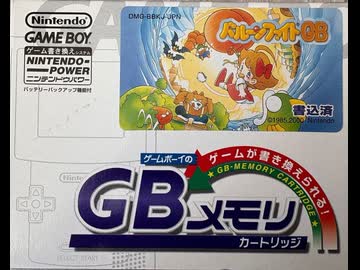 Nintendo
GAME BOY
ゲーム書き換えシステム
NINTENDO
POWER
ニンテンドウパワー
バッテリーバックアップ機能付
DMG-BBKJ-JPN
バルーンファイトGB
書込済
©1985,2000 Nintendo
Nintendo
ゲームボーイの
ゲームが書き換えられる!
★ GB-MEMORY CARTRIDGE ★
GBメモリ
カートリッジ
SELECT START